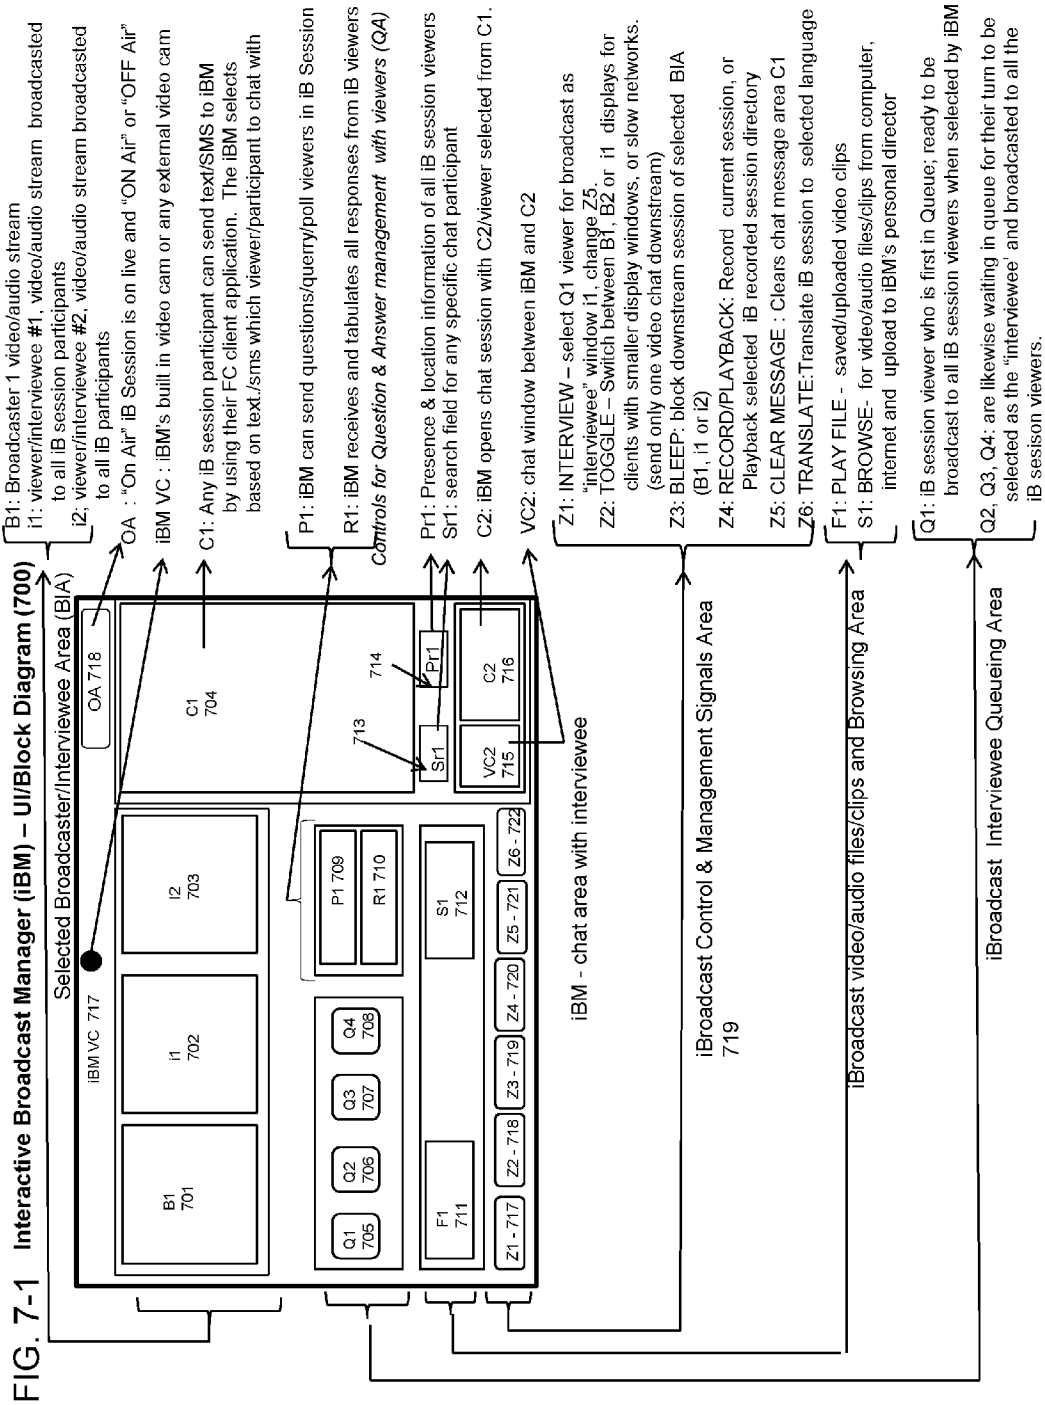 FIG. 7-1 Interactive Broadcast Manager (iBM) – UI/Block Diagram (700)
Selected Broadcaster/Interviewee Area (BIA)
iBM VC 717
OA 718
B1
701
i1
702
I2
703
C1
704
Q1
705
Q2
706
Q3
707
Q4
708
P1 709
R1 710
713
714
Sr1
Pr1
F1
711
S1
712
VC2
715
C2
716
Z1 - 717
Z2 - 718
Z3 - 719
Z4 - 720
Z5 - 721
Z6 - 722
iBM - chat area with interviewee
iBroadcast Control & Management Signals Area
719
iBroadcast video/audio files/clips and Browsing Area
iBroadcast Interviewee Queueing Area
B1: Broadcaster 1 video/audio stream
i1: viewer/interviewee #1, video/audio stream broadcasted
to all iB session participants
i2; viewer/interviewee #2, video/audio stream broadcasted
to all iB participants
OA : "On Air" iB Session is on live and "ON Air" or "OFF Air"
iBM VC : iBM's built in video cam or any external video cam
C1: Any iB session participant can send text/SMS to iBM
by using their FC client application. The iBM selects
based on text./sms which viewer/participant to chat with
P1: iBM can send questions/querry/poll viewers in iB Session
R1: iBM receives and tabulates all responses from iB viewers
Controls for Question & Answer management with viewers (QA)
Pr1: Presence & location information of all iB session viewers
Sr1: search field for any specific chat participant
C2: iBM opens chat session with C2/viewer selected from C1.
VC2: chat window between iBM and C2
Z1: INTERVIEW – select Q1 viewer for broadcast as
"interviewee" window i1, change Z5.
Z2: TOGGLE – Switch between B1, B2 or i1 displays for
clients with smaller display windows, or slow networks.
(send only one video chat downstream)
Z3: BLEEP: block downstream session of selected BIA
(B1, i1 or i2)
Z4: RECORD/PLAYBACK: Record current session, or
Playback selected iB recorded session directory
Z5: CLEAR MESSAGE : Clears chat message area C1
Z6: TRANSLATE:Translate iB session to selected language
F1: PLAY FILE - saved/uploaded video clips
S1: BROWSE- for video/audio files/clips from computer,
internet and upload to iBM's personal director
Q1: iB session viewer who is first in Queue; ready to be
broadcast to all iB session viewers when selected by iBM
Q2, Q3, Q4: are likewise waiting in queue for their turn to be
selected as the "interviewee' and broadcasted to all the
iB sesison viewers.